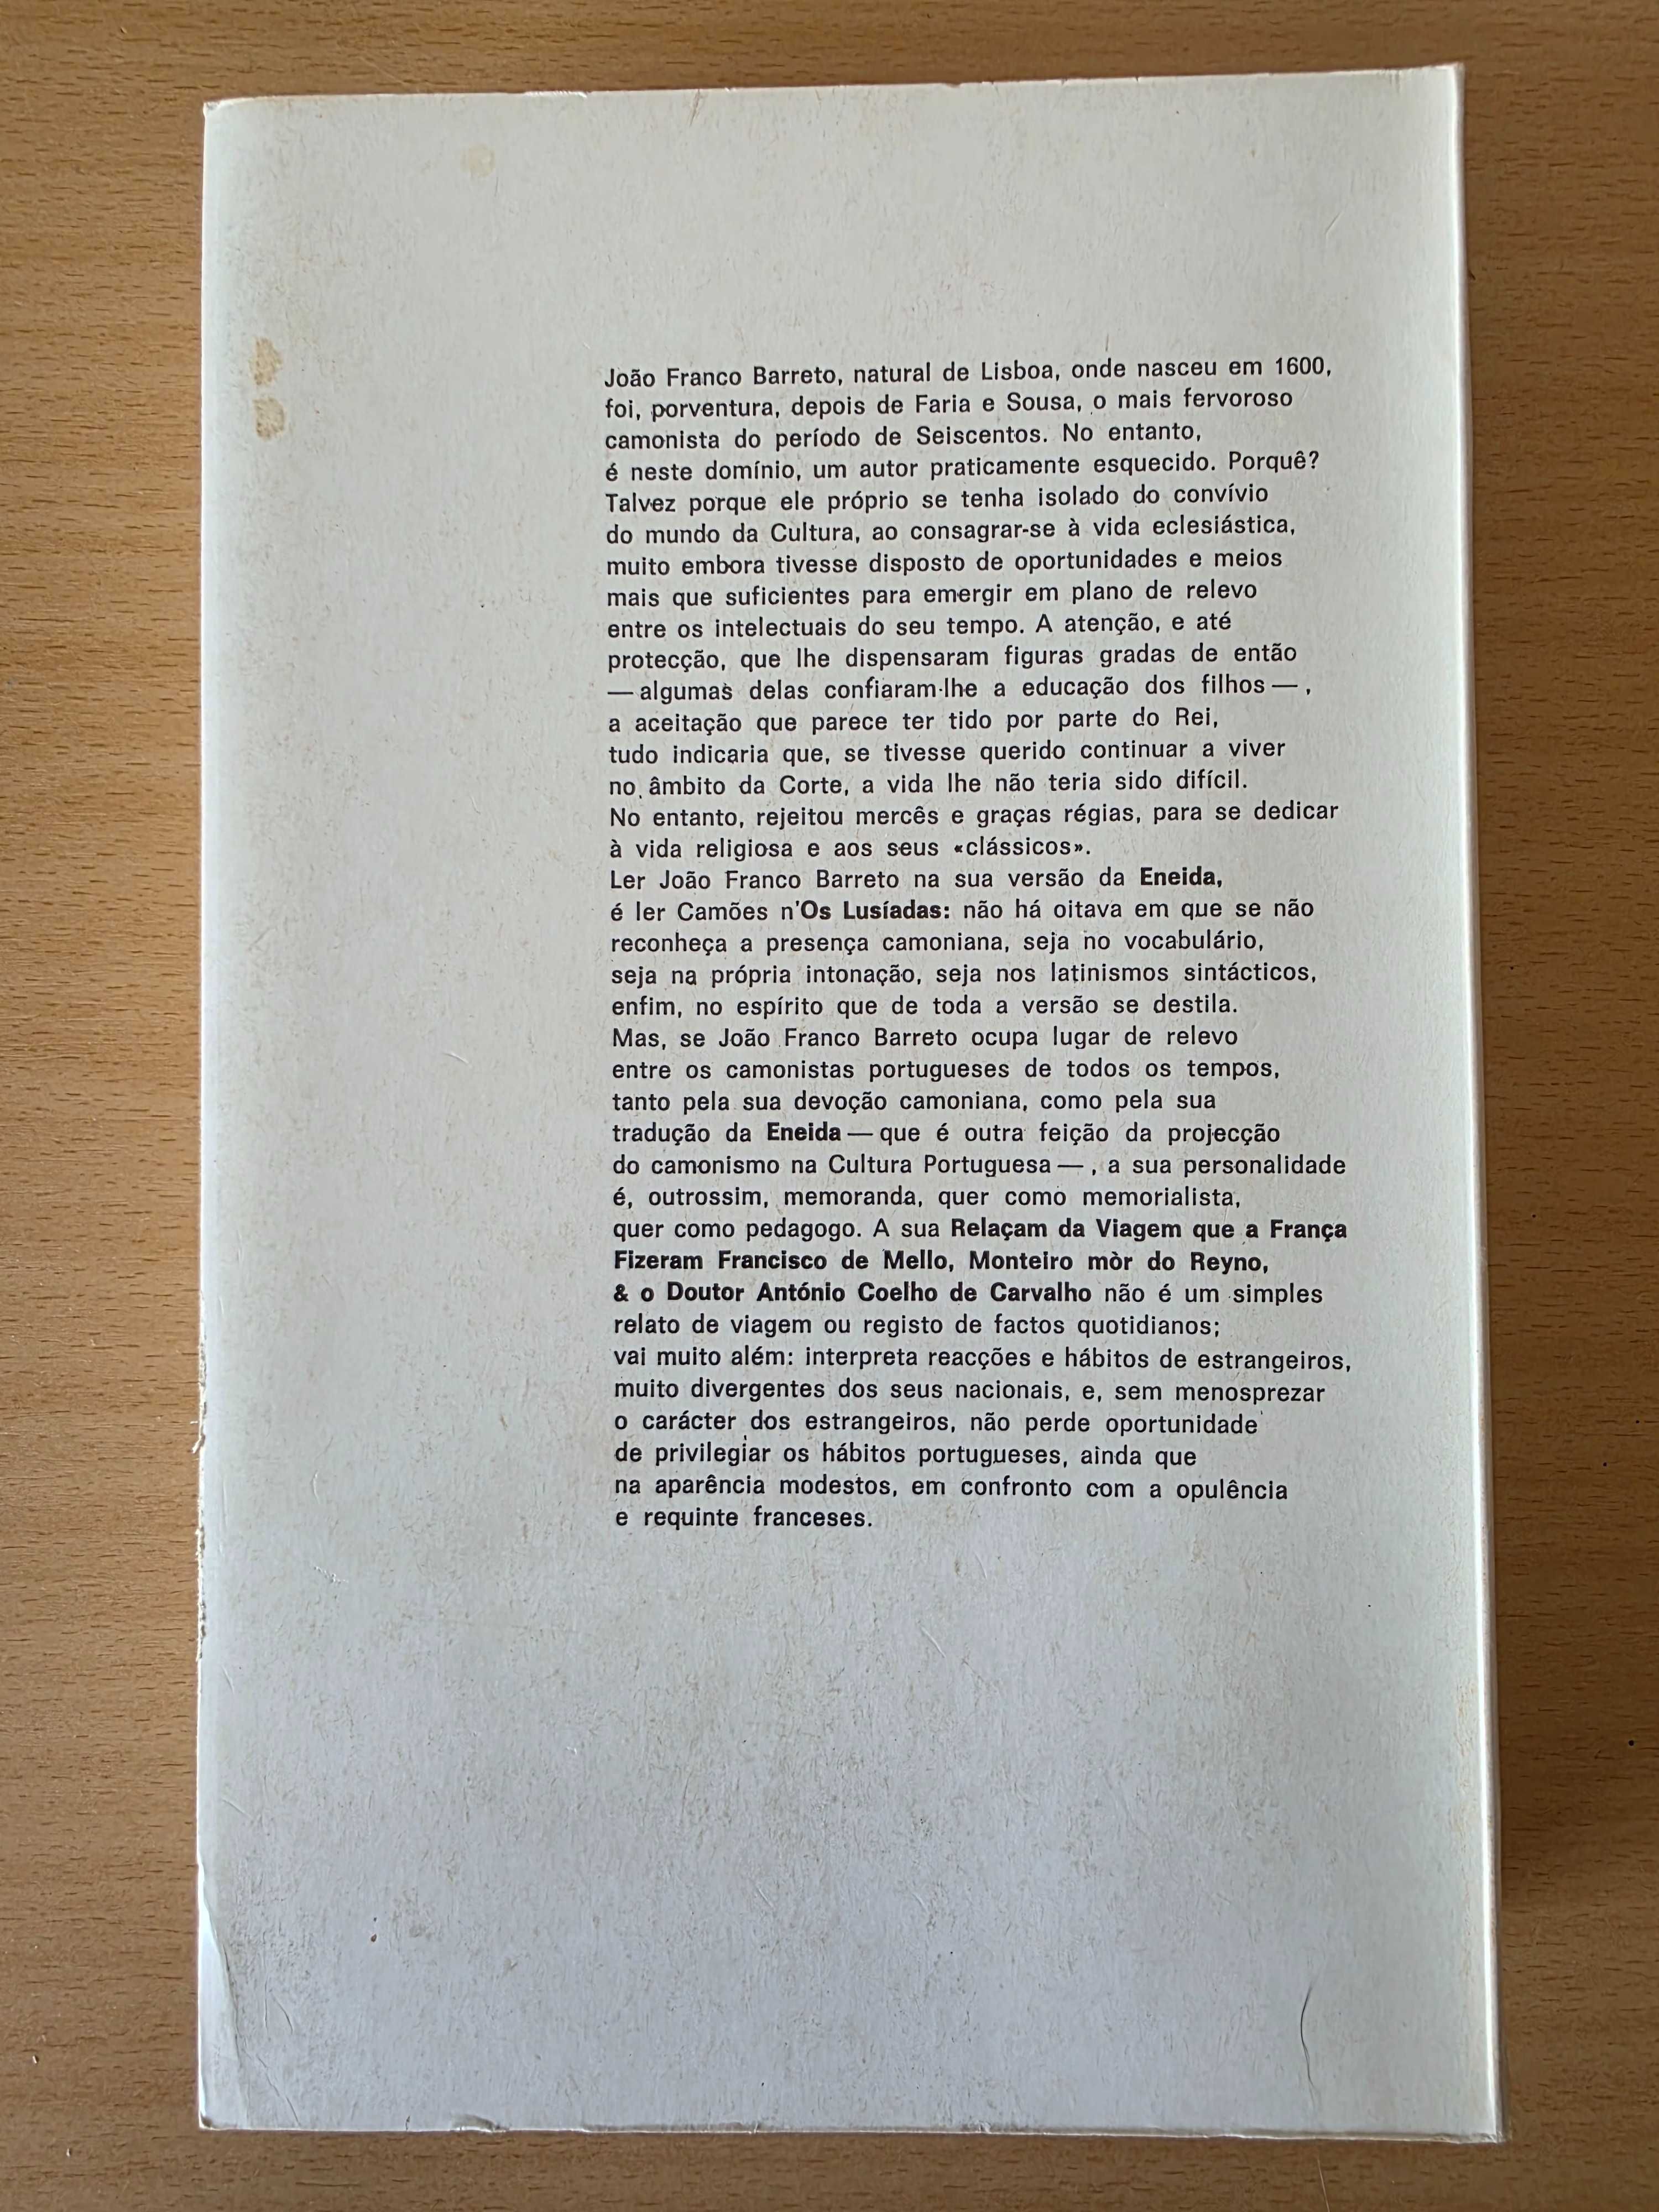 João Franco Barreto, natural de Lisboa, onde nasceu em 1600,
foi, porventura, depois de Faria e Sousa, o mais fervoroso
camonista do período de Seiscentos. No entanto,
é neste domínio, um autor praticamente esquecido. Porquê?
Talvez porque ele próprio se tenha isolado do convívio
do mundo da Cultura, ao consagrar-se à vida eclesiástica,
muito embora tivesse disposto de oportunidades e meios
mais que suficientes para emergir em plano de relevo
entre os intelectuais do seu tempo. A atenção, e até
protecção, que lhe dispensaram figuras gradas de então
— algumas delas confiaram-lhe a educação dos filhos — ,
a aceitação que parece ter tido por parte do Rei,
tudo indicaria que, se tivesse querido continuar a viver
no âmbito da Corte, a vida lhe não teria sido difícil.
No entanto, rejeitou mercês e graças régias, para se dedicar
à vida religiosa e aos seus «clássicos».
Ler João Franco Barreto na sua versão da Eneida,
é ler Camões n'Os Lusíadas: não há oitava em que se não
reconheça a presença camoniana, seja no vocabulário,
seja na própria intonação, seja nos latinismos sintácticos,
enfim, no espírito que de toda a versão se destila.
Mas, se João Franco Barreto ocupa lugar de relevo
entre os camonistas portugueses de todos os tempos,
tanto pela sua devoção camoniana, como pela sua
tradução da Eneida — que é outra feição da projecção
do camonismo na Cultura Portuguesa — , a sua personalidade
é, outrossim, memoranda, quer como memorialista,
quer como pedagogo. A sua Relaçam da Viagem que a França
Fizeram Francisco de Mello, Monteiro mòr do Reyno,
& o Doutor António Coelho de Carvalho não é um simples
relato de viagem ou registo de factos quotidianos;
vai muito além: interpreta reacções e hábitos de estrangeiros,
muito divergentes dos seus nacionais, e, sem menosprezar
o carácter dos estrangeiros, não perde oportunidade
de privilegiar os hábitos portugueses, ainda que
na aparência modestos, em confronto com a opulência
e requinte franceses.